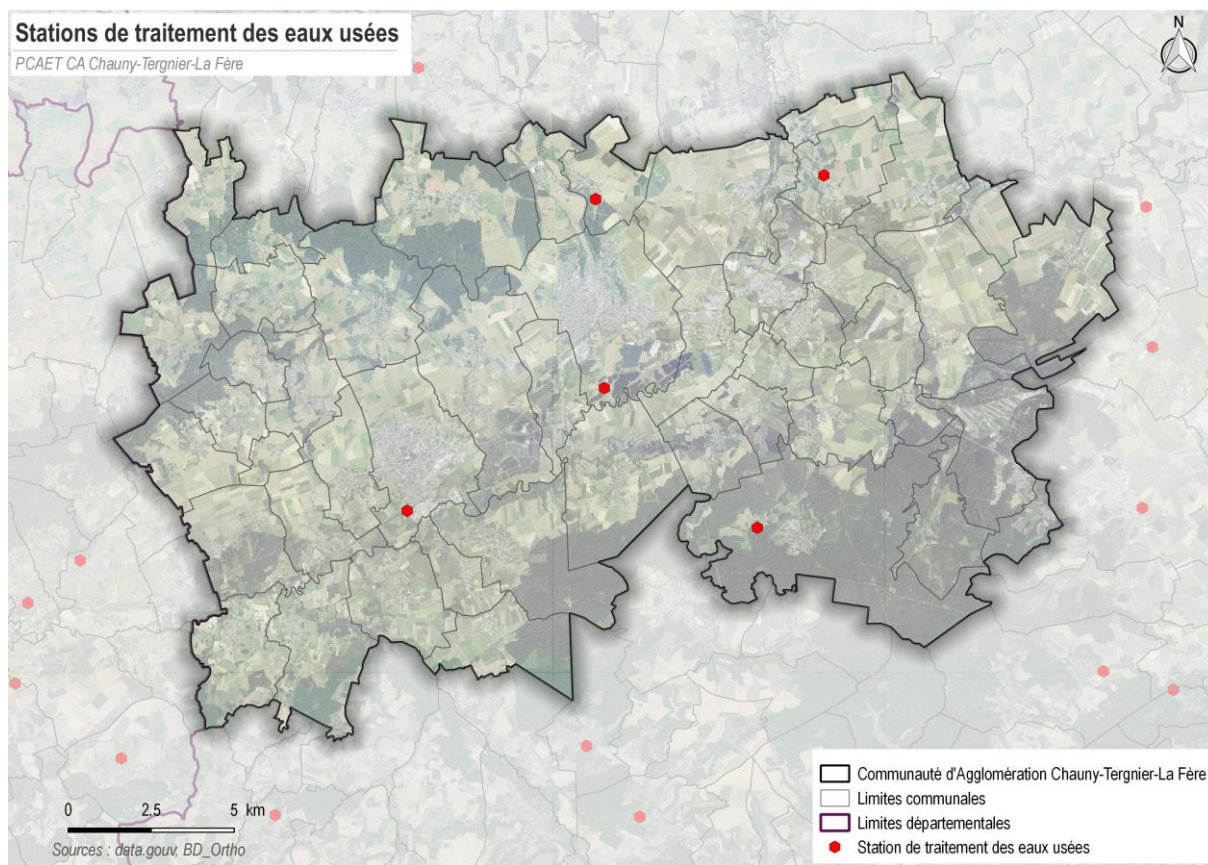 Stations de traitement des eaux usées
PCAET CA Chauny-Tergnier-La Fère
N
Communauté d'Agglomération Chauny-Tergnier-La Fère
Limites communales
Limites départementales
Station de traitement des eaux usées
0 2.5 5 km
Sources : data.gouv, BD_Ortho